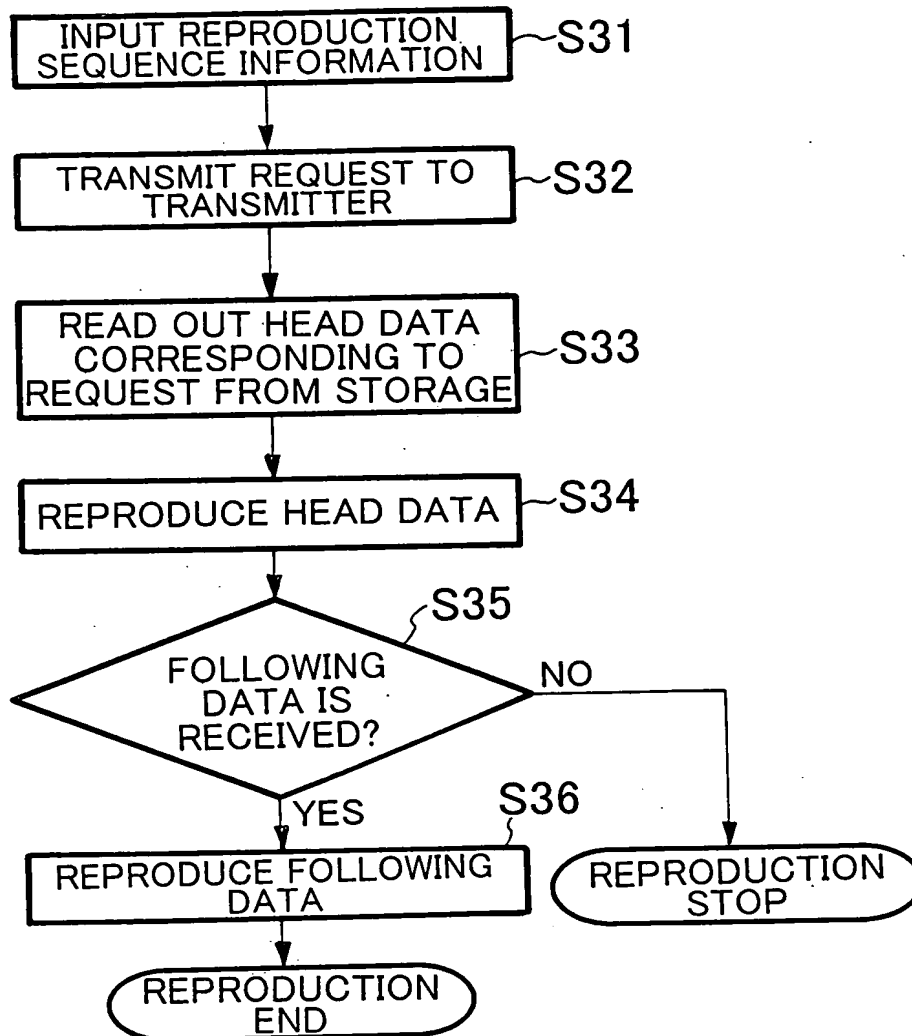 INPUT REPRODUCTION
SEQUENCE INFORMATION
S31
TRANSMIT REQUEST TO
TRANSMITTER
S32
READ OUT HEAD DATA
CORRESPONDING TO
REQUEST FROM STORAGE
S33
REPRODUCE HEAD DATA
S34
S35
FOLLOWING
DATA IS
RECEIVED?
NO
YES
S36
REPRODUCE FOLLOWING
DATA
REPRODUCTION
STOP
REPRODUCTION
END